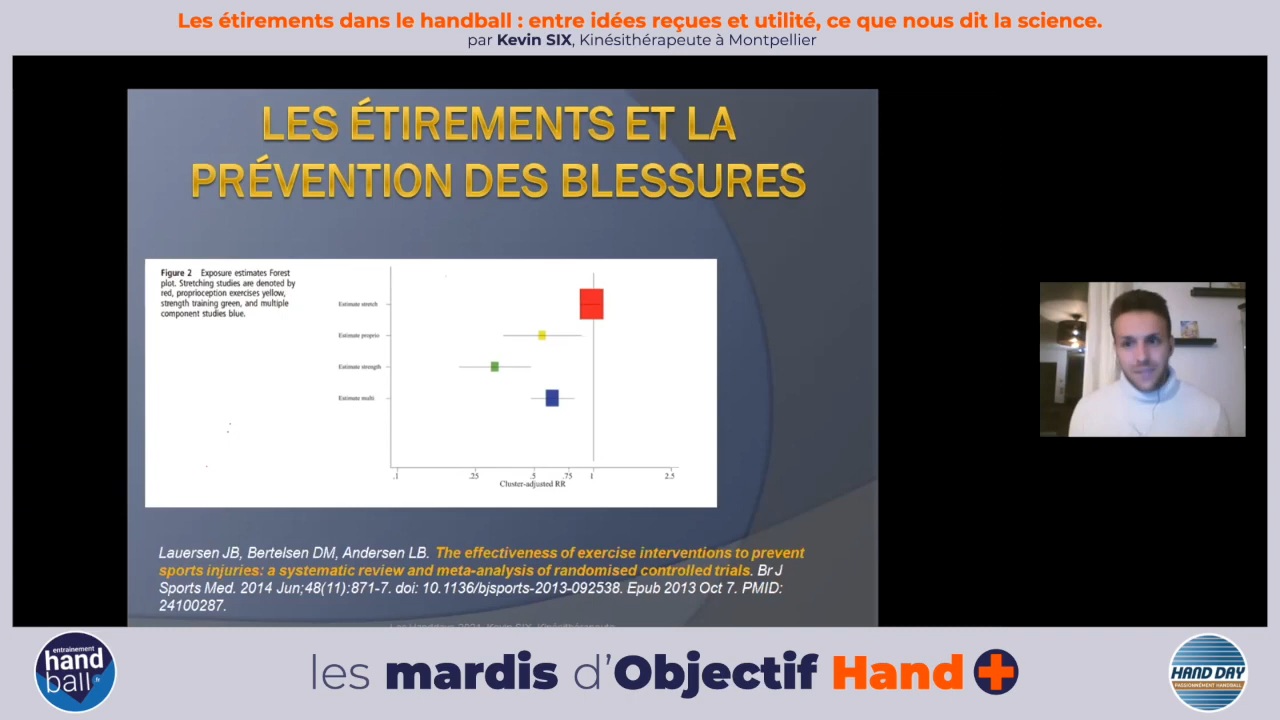 Les étirements dans le handball : entre idées reçues et utilité, ce que nous dit la science.
par Kevin SIX, Kinésithérapeute à Montpellier
LES ÉTIREMENTS ET LA
PRÉVENTION DES BLESSURES
Figure 2 Exposure estimates Forest
plot. Stretching studies are denoted by
red, proprioception exercises yellow,
strength training green, and multiple
component studies blue.
Estimate stretch
Estimate proprio
Estimate strength
Estimate multi
.1 .25 .5 .75 1 2.5
Cluster-adjusted RR
Lauersen JB, Bertelsen DM, Andersen LB. The effectiveness of exercise interventions to prevent
sports injuries: a systematic review and meta-analysis of randomised controlled trials. Br J
Sports Med. 2014 Jun;48(11):871-7. doi: 10.1136/bjsports-2013-092538. Epub 2013 Oct 7. PMID:
24100287.
entrainement
hand
ball
les mardis d'Objectif Hand +
HAND DAY
PASSIONNÉMENT HANDBALL